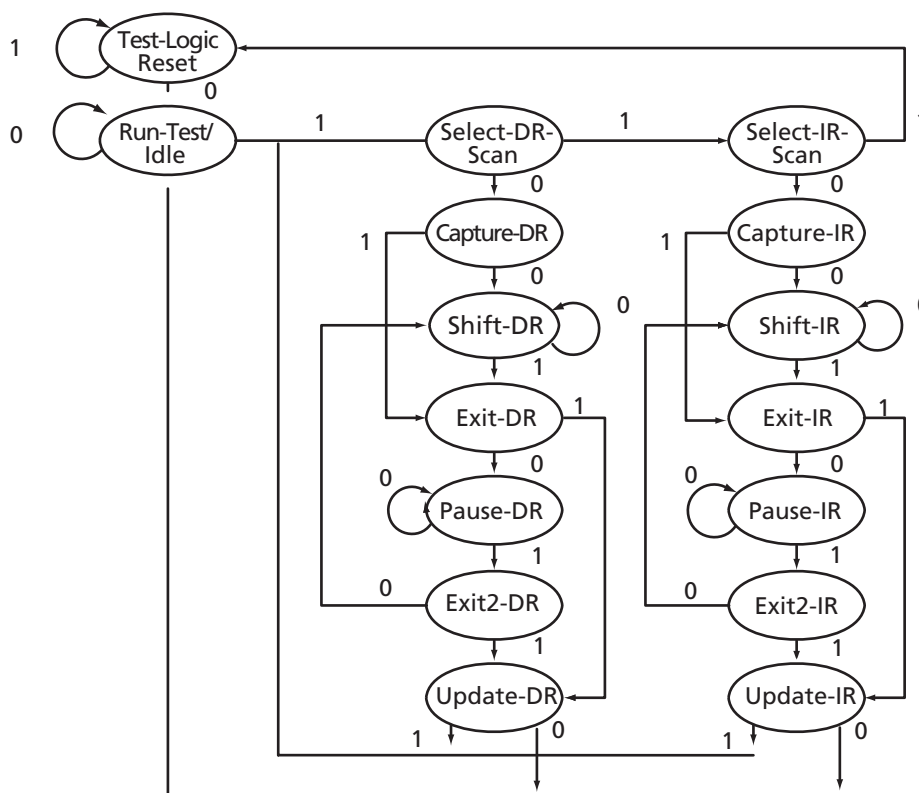 1
Test-Logic
Reset
0
0
Run-Test/
Idle
1
Select-DR-
Scan
1
Select-IR-
Scan
0
0
1
Capture-DR
1
Capture-IR
0
0
Shift-DR
0
Shift-IR
1
1
Exit-DR
1
Exit-IR
1
0
0
0
Pause-DR
0
Pause-IR
1
1
0
Exit2-DR
0
Exit2-IR
1
1
Update-DR
Update-IR
1
0
1
0